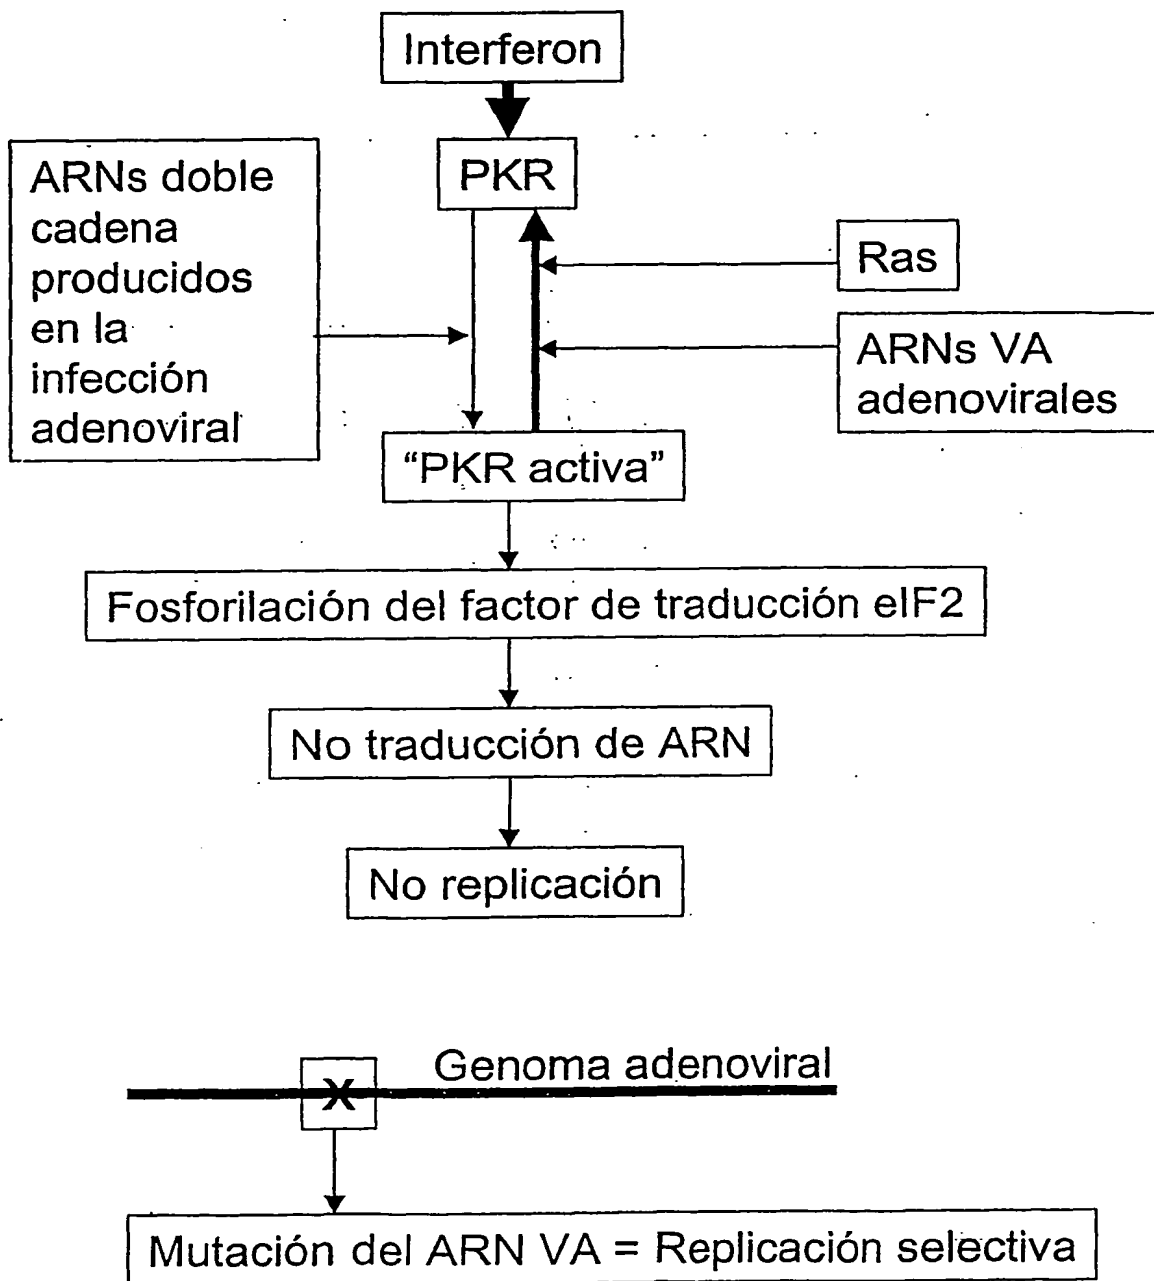 Interferon
PKR
ARNs doble
cadena
producidos
en la
infección
adenoviral
Ras
ARNs VA
adenovirales
“PKR activa”
Fosforilación del factor de traducción eIF2
No traducción de ARN
No replicación
Genoma adenoviral
X
Mutación del ARN VA = Replicación selectiva